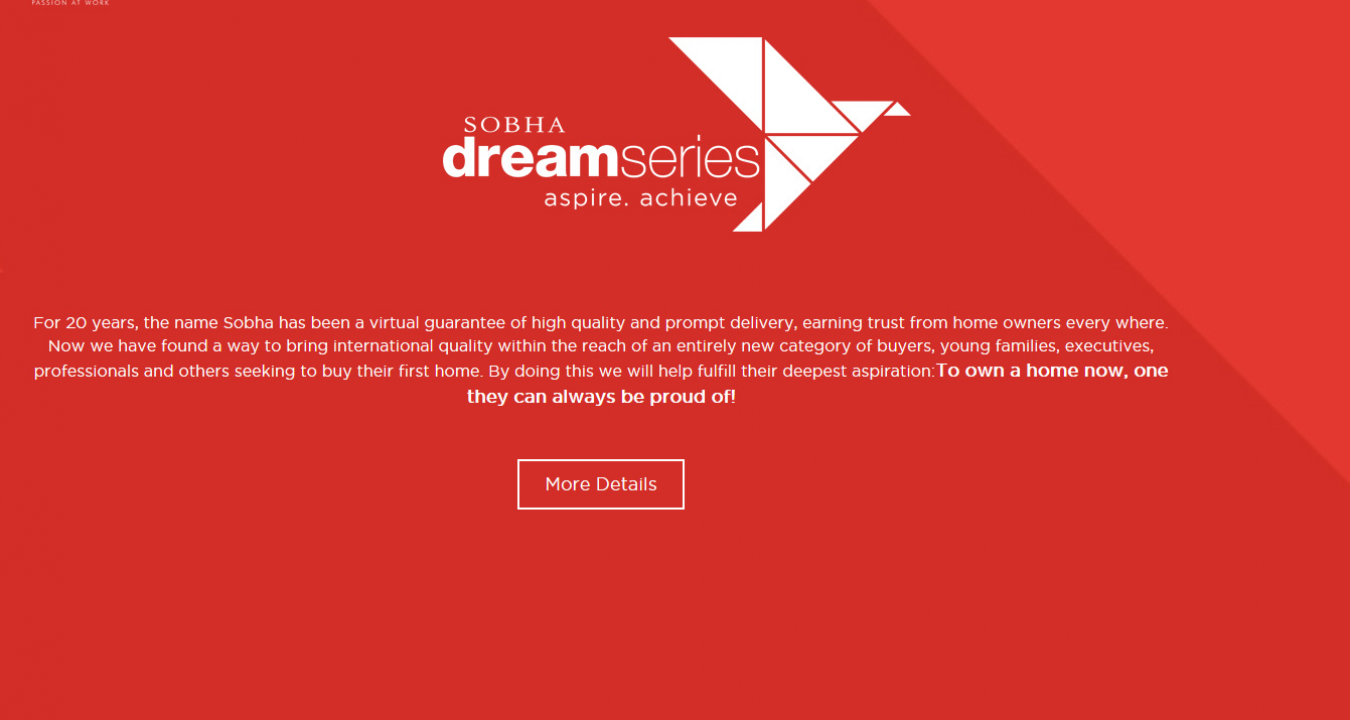 PASSION AT WORK
SOBHA
dreamseries
aspire. achieve
For 20 years, the name Sobha has been a virtual guarantee of high quality and prompt delivery, earning trust from home owners every where.
Now we have found a way to bring international quality within the reach of an entirely new category of buyers, young families, executives,
professionals and others seeking to buy their first home. By doing this we will help fulfill their deepest aspiration:To own a home now, one
they can always be proud of!
More Details